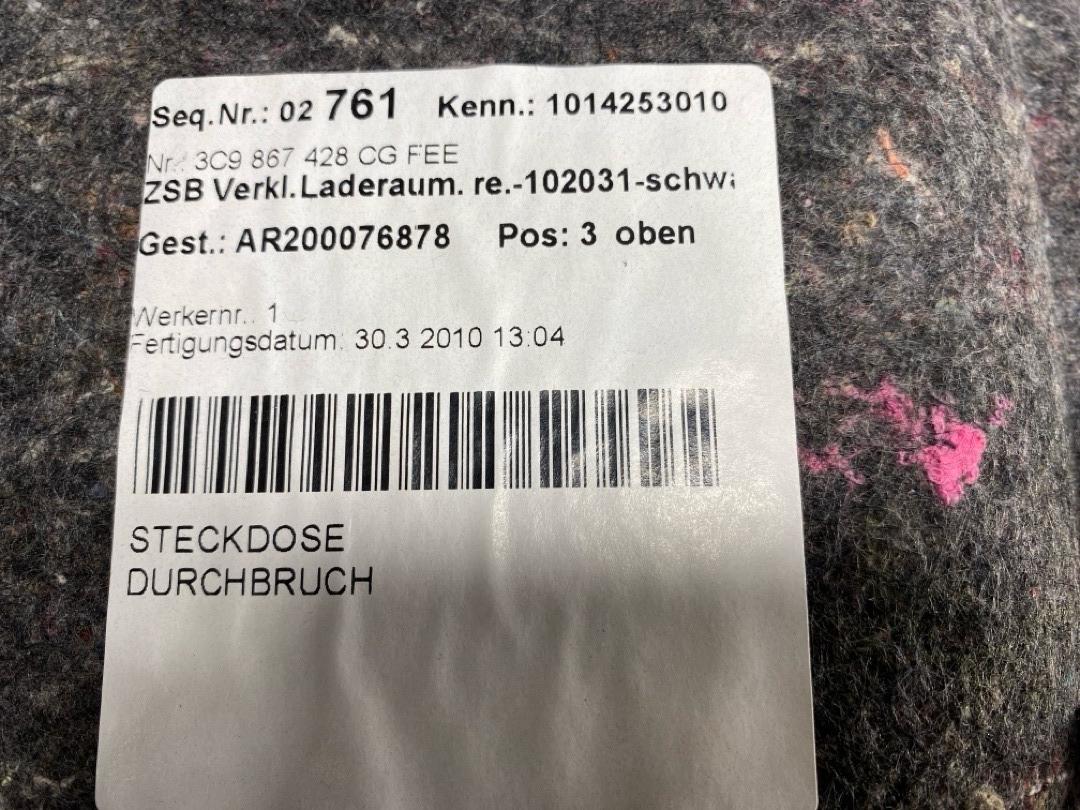 Seq.Nr.: 02 761 Kenn.: 1014253010
Nr.: 3C9 867 428 CG FEE
ZSB Verkl.Laderaum. re.-102031-schwa
Gest.: AR200076878 Pos: 3 oben
Werkernr.: 1
Fertigungsdatum: 30.3 2010 13:04
STECKDOSE
DURCHBRUCH